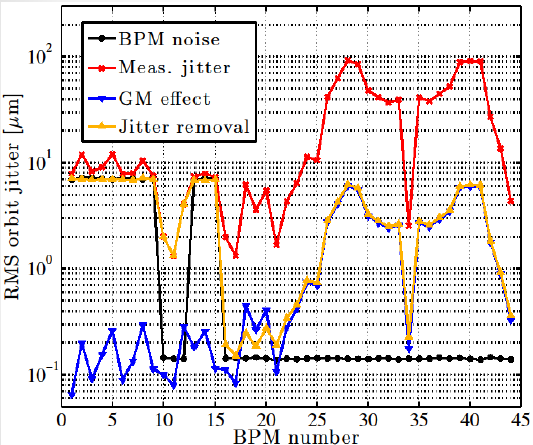 RMS orbit jitter [μm]
10²
10¹
10⁰
10⁻¹
BPM noise
Meas. jitter
GM effect
Jitter removal
0 5 10 15 20 25 30 35 40 45
BPM number